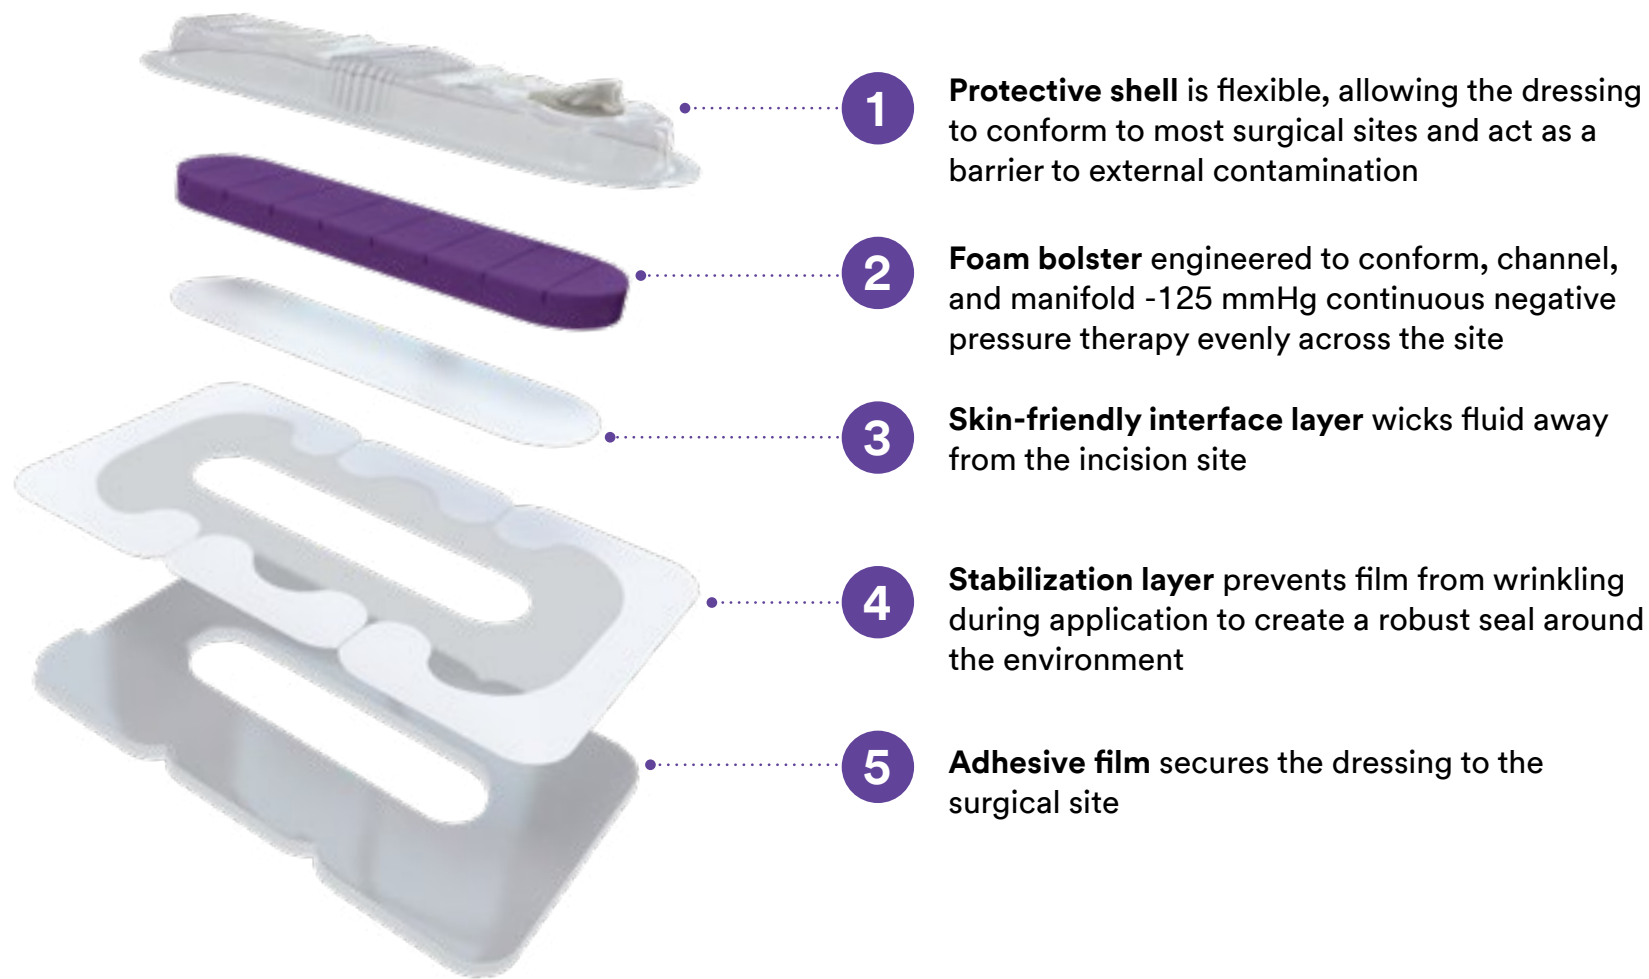 1
Protective shell is flexible, allowing the dressing
to conform to most surgical sites and act as a
barrier to external contamination
2
Foam bolster engineered to conform, channel,
and manifold -125 mmHg continuous negative
pressure therapy evenly across the site
3
Skin-friendly interface layer wicks fluid away
from the incision site
4
Stabilization layer prevents film from wrinkling
during application to create a robust seal around
the environment
5
Adhesive film secures the dressing to the
surgical site